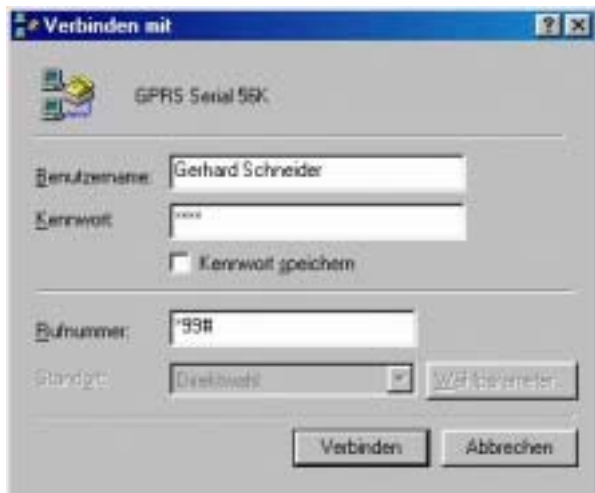 Verbinden mit
GPRS Serial 56K
Benutzername: Gerhard Schneider
Kennwort: ****
Kennwort speichern
Rufnummer: *99#
Standort: Direktwahl Wählparameter...
Verbinden Abbrechen